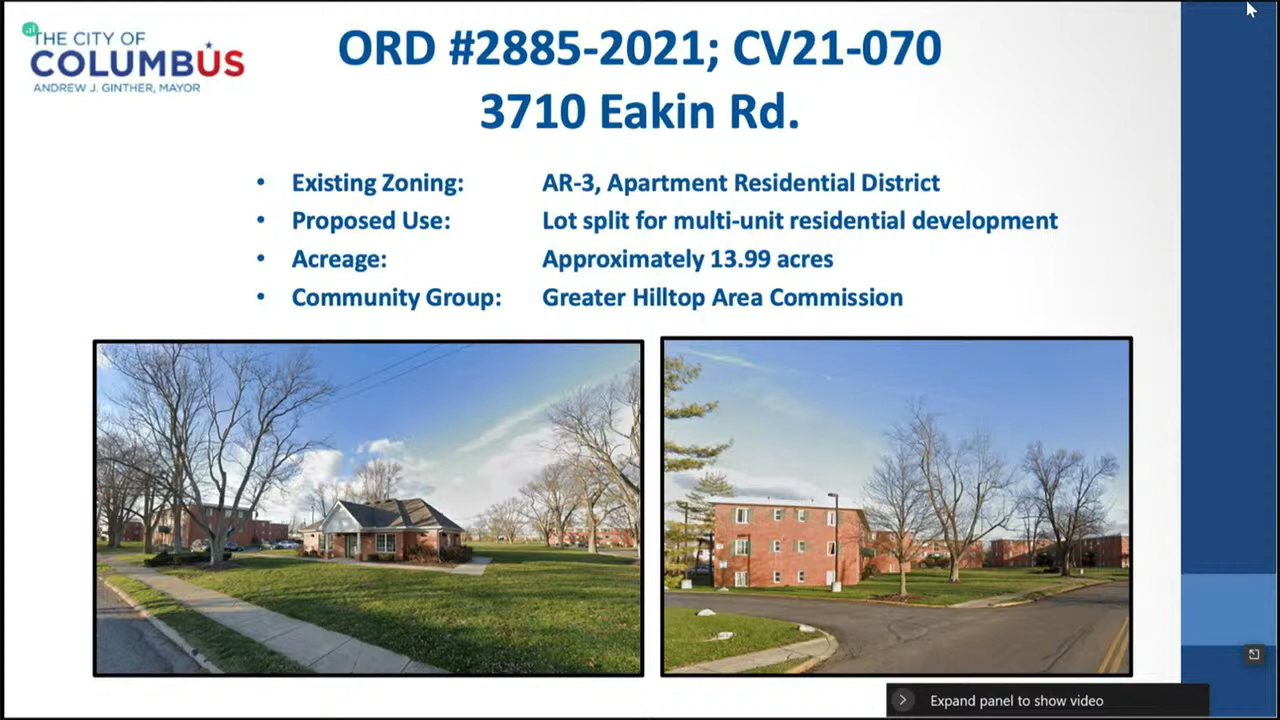 THE CITY OF
COLUMBUS
ANDREW J. GINTHER, MAYOR
ORD #2885-2021; CV21-070
3710 Eakin Rd.
• Existing Zoning: AR-3, Apartment Residential District
• Proposed Use: Lot split for multi-unit residential development
• Acreage: Approximately 13.99 acres
• Community Group: Greater Hilltop Area Commission
Expand panel to show video